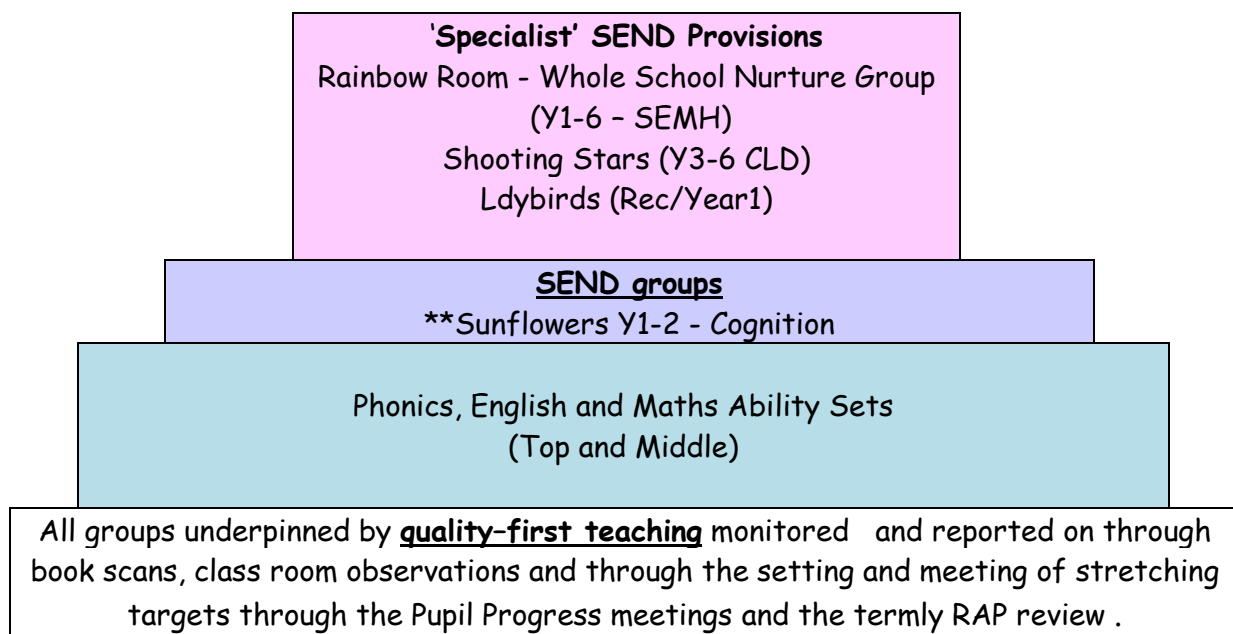 ‘Specialist’ SEND Provisions
Rainbow Room - Whole School Nurture Group
(Y1-6 – SEMH)
Shooting Stars (Y3-6 CLD)
Ldybirds (Rec/Year1)
SEND groups
**Sunflowers Y1-2 - Cognition
Phonics, English and Maths Ability Sets
(Top and Middle)
All groups underpinned by quality–first teaching monitored and reported on through
book scans, class room observations and through the setting and meeting of stretching
targets through the Pupil Progress meetings and the termly RAP review .